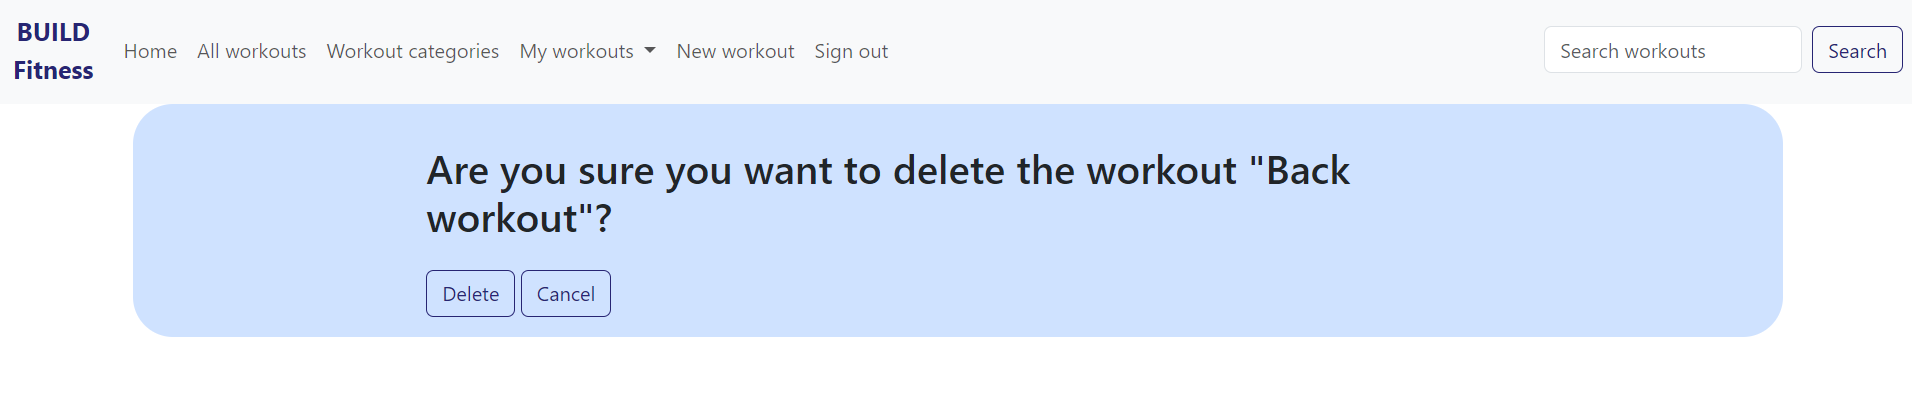 BUILD
Fitness
Home All workouts Workout categories My workouts New workout Sign out Search workouts Search
Are you sure you want to delete the workout "Back
workout"?
Delete Cancel